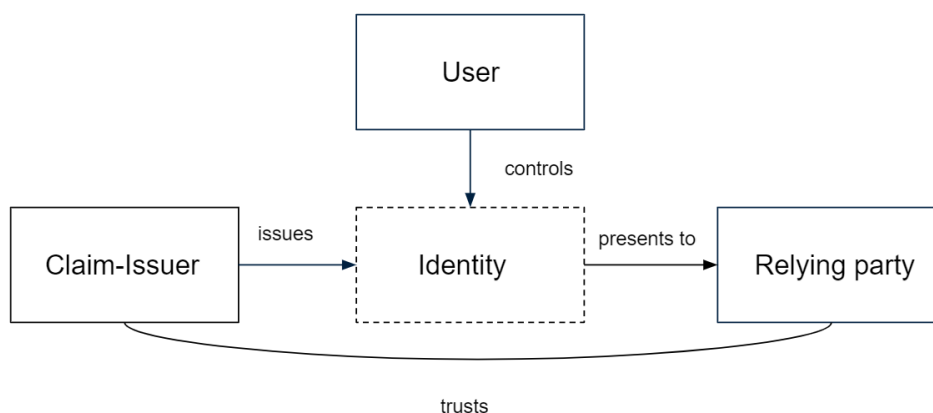 User
controls
Claim-Issuer
issues
Identity
presents to
Relying party
trusts